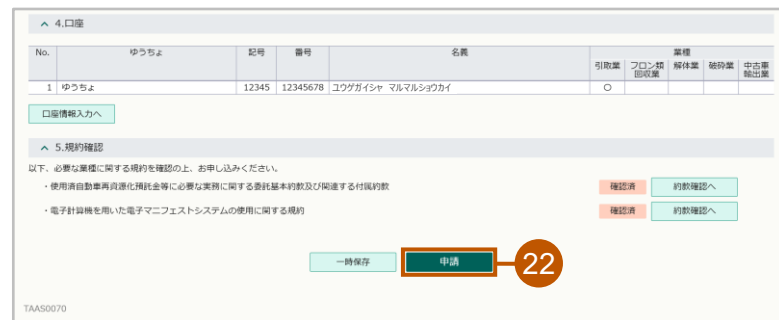 4.口座
No. ゆうちょ 記号 番号 名義 業種
引取業 フロン類回収業 解体業 破砕業 中古車輸出業
1 ゆうちょ 12345 12345678 ユウゲガイシャ マルマルショウカイ ○
口座情報入力へ
5.規約確認
以下、必要な業種に関する規約を確認の上、お申し込みください。
・使用済自動車再資源化預託金等に必要な実務に関する委託基本約款及び関連する付属約款 確認済 約款確認へ
・電子計算機を用いた電子マニフェストシステムの使用に関する規約 確認済 約款確認へ
一時保存 申請 22
TAAS0070